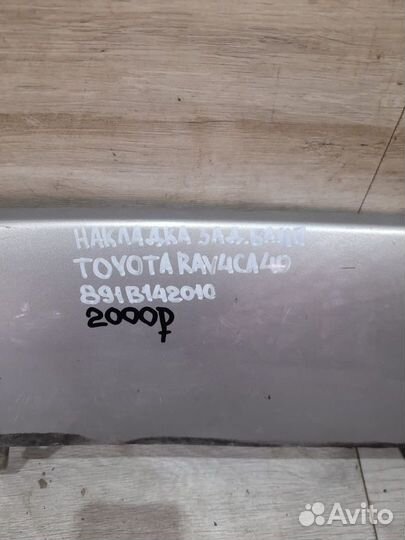 НАКЛАДКА ЗАД.БАМП
TOYOTA RAV4CA40
891B142010
2000р
Avito